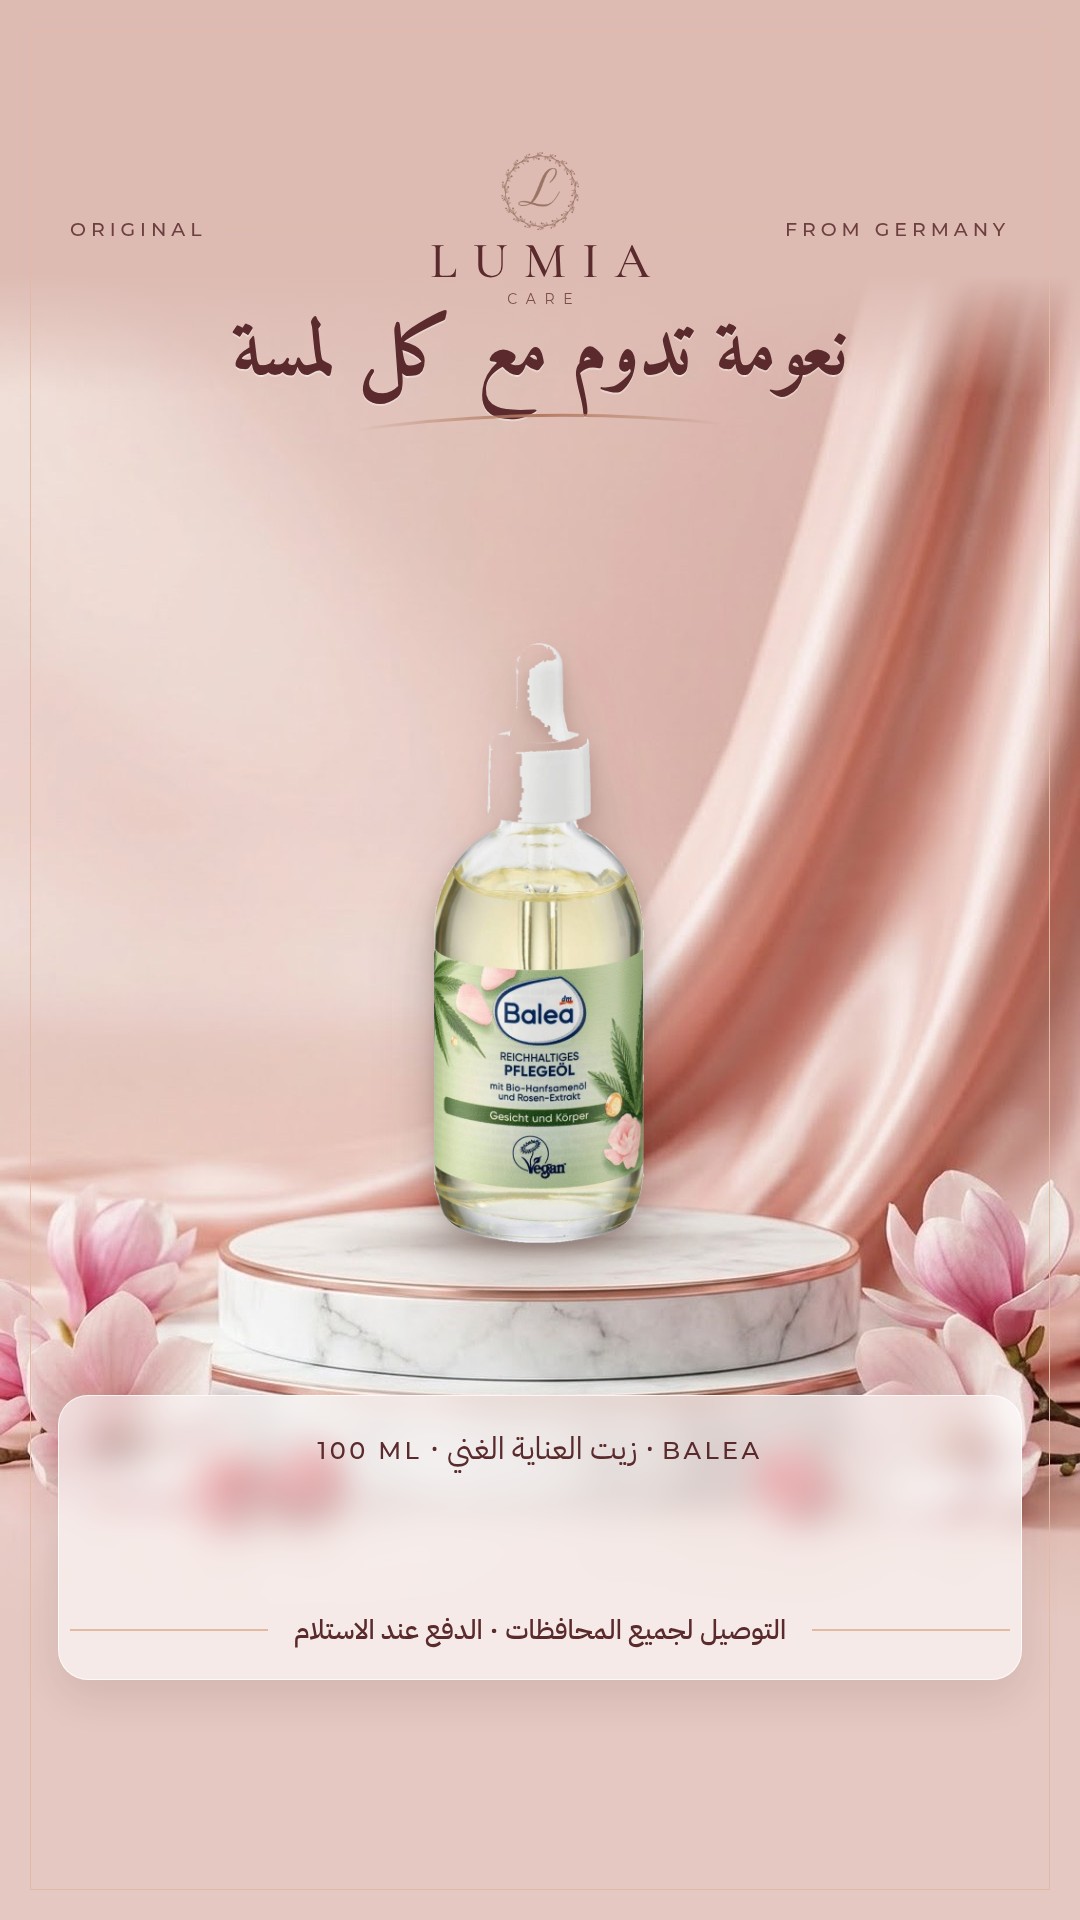 ORIGINAL
L
LUMIA
CARE
FROM GERMANY
نعومة تدوم مع كل لمسة
Balea
dm
REICHHALTIGES
PFLEGEÖL
mit Bio-Hanfsamenöl
und Rosen-Extrakt
Gesicht und Körper
Vegan
BALEA · زيت العناية الغني · 100 ML
التوصيل لجميع المحافظات · الدفع عند الاستلام